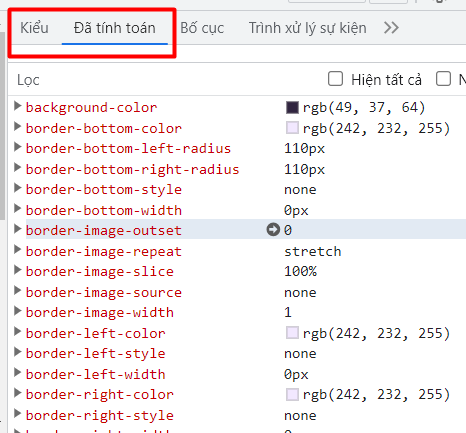 Kiểu Đã tính toán Bố cục Trình xử lý sự kiện
Lọc Hiện tất cả N
background-color rgb(49, 37, 64)
border-bottom-color rgb(242, 232, 255)
border-bottom-left-radius 110px
border-bottom-right-radius 110px
border-bottom-style none
border-bottom-width 0px
border-image-outset 0
border-image-repeat stretch
border-image-slice 100%
border-image-source none
border-image-width 1
border-left-color rgb(242, 232, 255)
border-left-style none
border-left-width 0px
border-right-color rgb(242, 232, 255)
border-right-style none